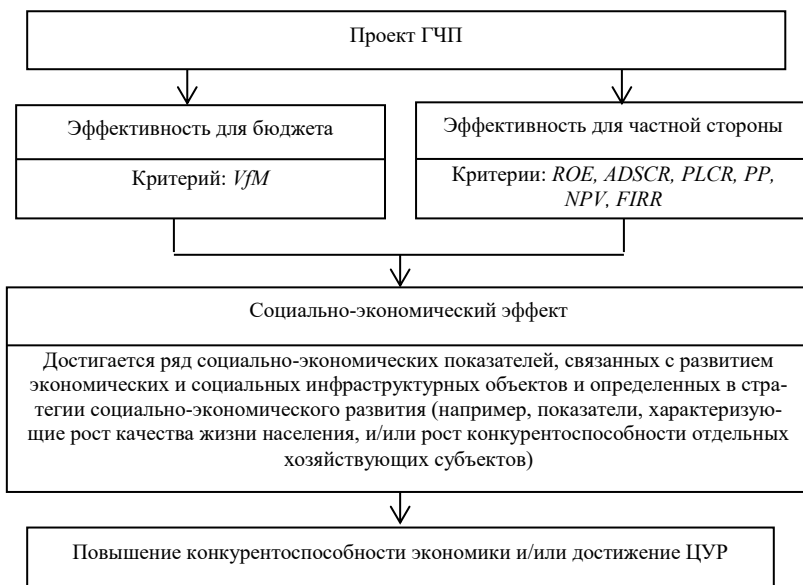 Проект ГЧП
Эффективность для бюджета
Критерий: VfM
Эффективность для частной стороны
Критерии: ROE, ADSCR, PLCR, PP,
NPV, FIRR
Социально-экономический эффект
Достигается ряд социально-экономических показателей, связанных с развитием
экономических и социальных инфраструктурных объектов и определенных в стра-
тегии социально-экономического развития (например, показатели, характеризую-
щие рост качества жизни населения, и/или рост конкурентоспособности отдельных
хозяйствующих субъектов)
Повышение конкурентоспособности экономики и/или достижение ЦУР